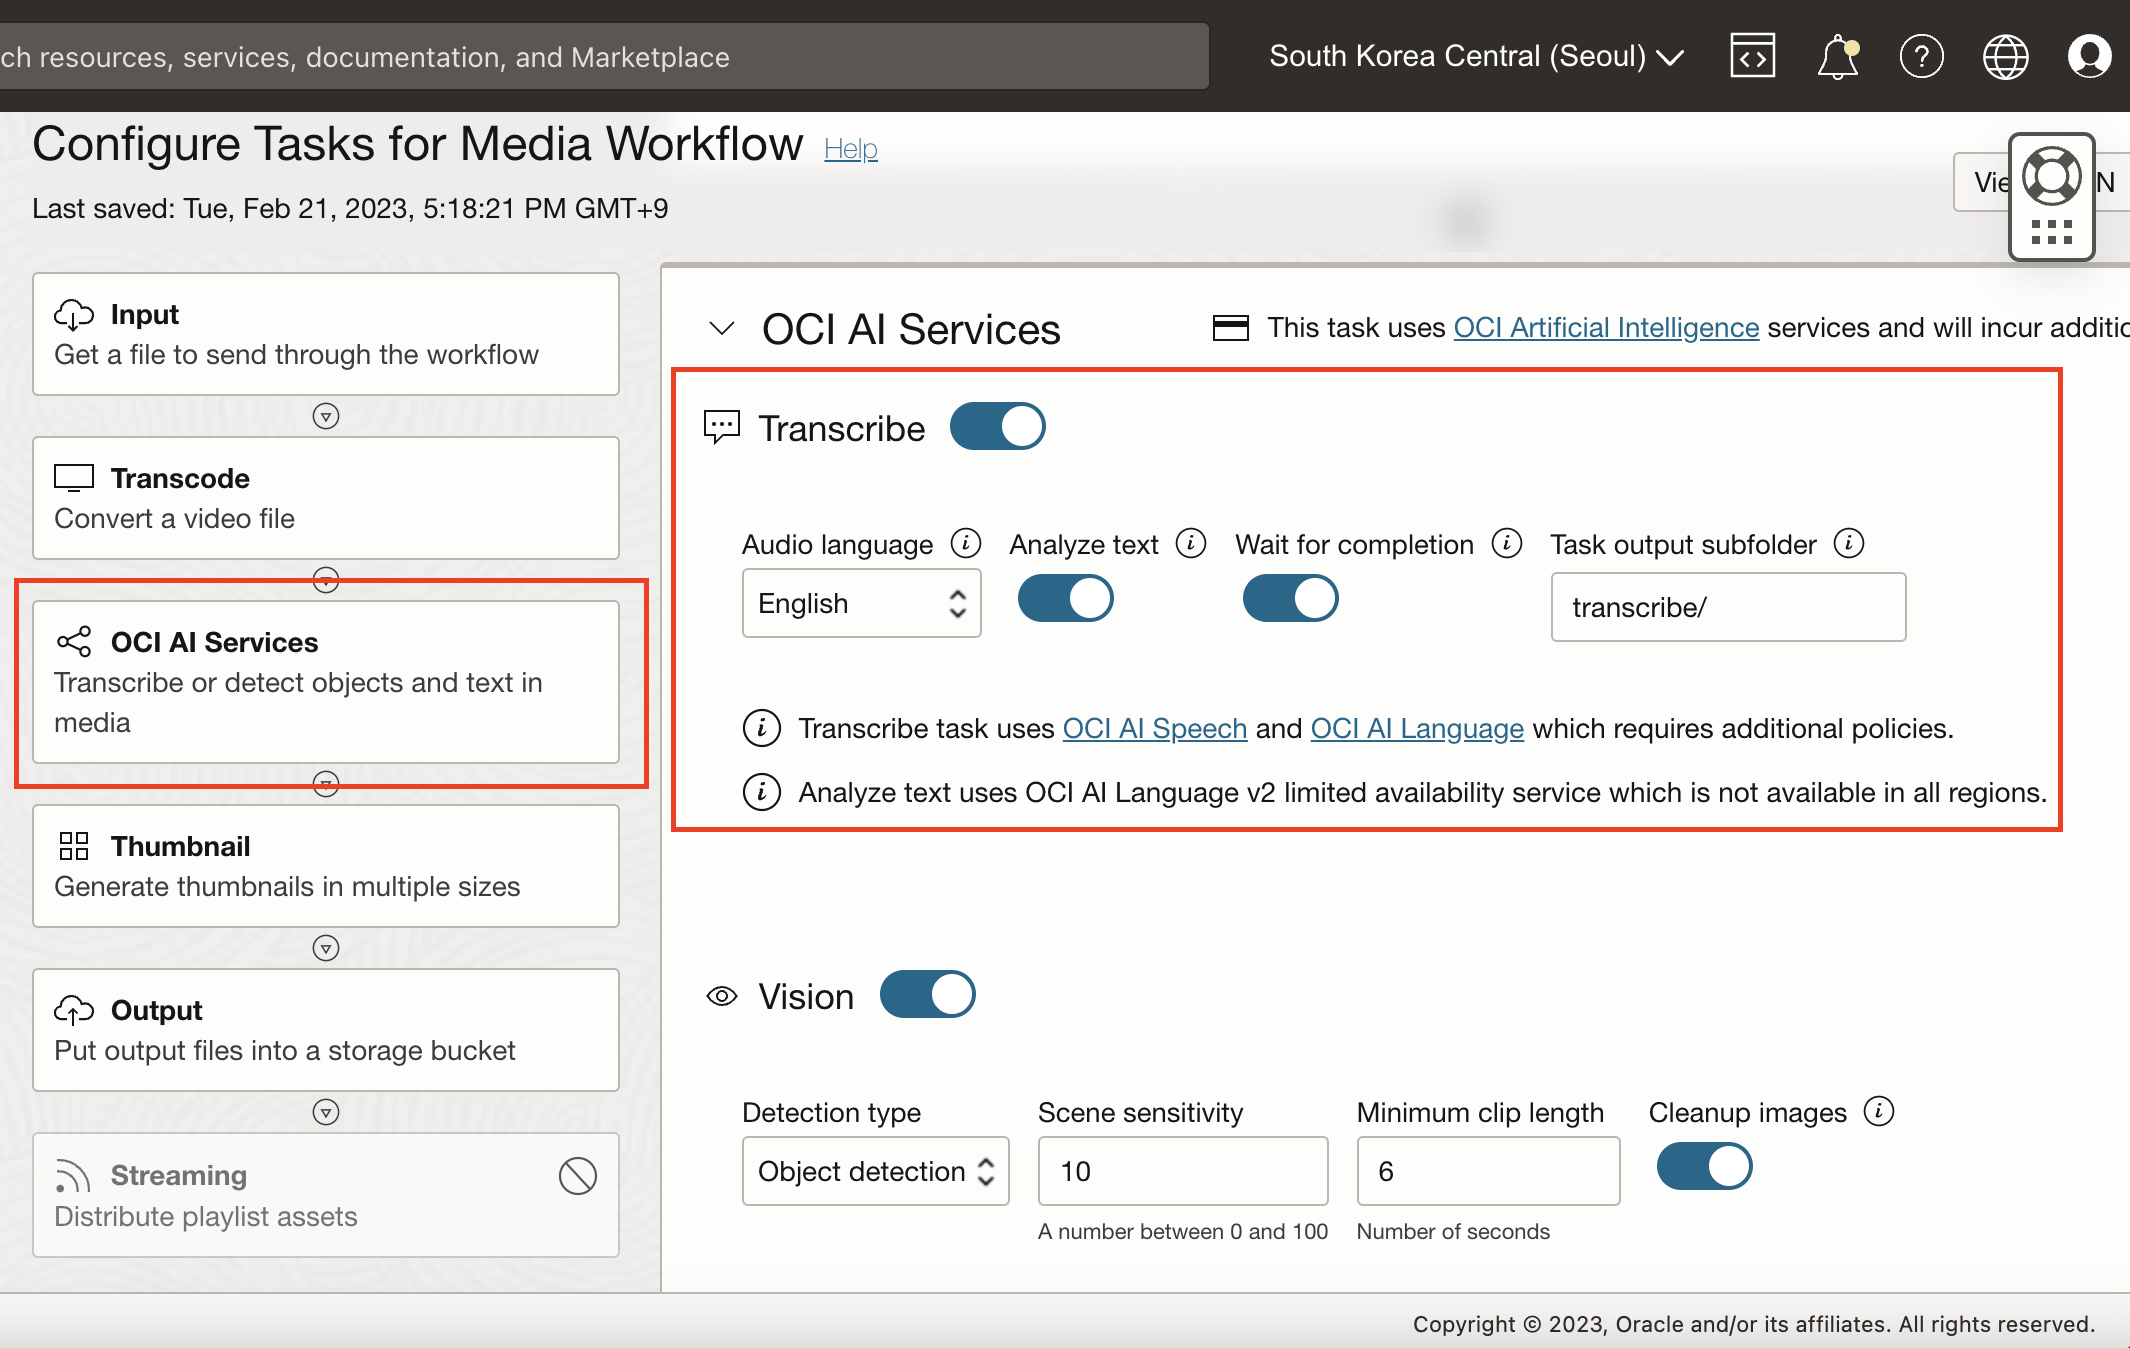 ch resources, services, documentation, and Marketplace
South Korea Central (Seoul)
Configure Tasks for Media Workflow Help
Last saved: Tue, Feb 21, 2023, 5:18:21 PM GMT+9
Input
Get a file to send through the workflow
Transcode
Convert a video file
OCI AI Services
Transcribe or detect objects and text in
media
Thumbnail
Generate thumbnails in multiple sizes
Output
Put output files into a storage bucket
Streaming
Distribute playlist assets
OCI AI Services
This task uses OCI Artificial Intelligence services and will incur additio
Transcribe
Audio language Analyze text Wait for completion Task output subfolder
English
transcribe/
Transcribe task uses OCI AI Speech and OCI AI Language which requires additional policies.
Analyze text uses OCI AI Language v2 limited availability service which is not available in all regions.
Vision
Detection type Scene sensitivity Minimum clip length Cleanup images
Object detection 10 6
A number between 0 and 100 Number of seconds
Copyright © 2023, Oracle and/or its affiliates. All rights reserved.